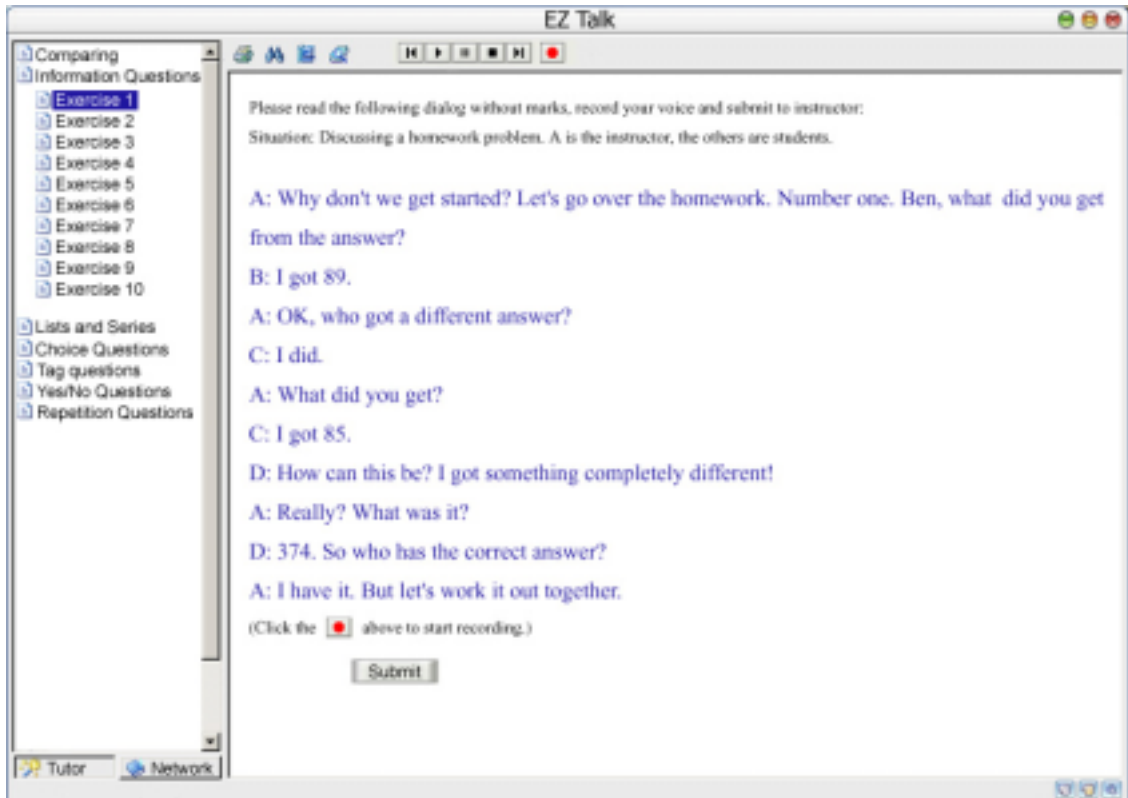 EZ Talk
Comparing
Information Questions
Exercise 1
Exercise 2
Exercise 3
Exercise 4
Exercise 5
Exercise 6
Exercise 7
Exercise 8
Exercise 9
Exercise 10
Lists and Series
Choice Questions
Tag questions
Yes/No Questions
Repetition Questions
Tutor
Network
Please read the following dialog without marks, record your voice and submit to instructor:
Situation: Discussing a homework problem. A is the instructor, the others are students.
A: Why don't we get started? Let's go over the homework. Number one. Ben, what did you get
from the answer?
B: I got 89.
A: OK, who got a different answer?
C: I did.
A: What did you get?
C: I got 85.
D: How can this be? I got something completely different!
A: Really? What was it?
D: 374. So who has the correct answer?
A: I have it. But let's work it out together.
(Click the above to start recording.)
Submit